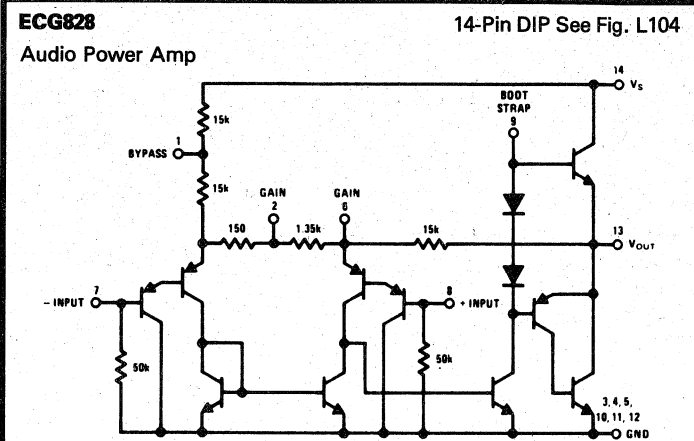 ECG828
14-Pin DIP See Fig. L104
Audio Power Amp
14
V_S
BOOT
STRAP
9
15k
BYPASS 1
15k
GAIN
2
GAIN
6
150
1.35k
15k
13
V_OUT
7
- INPUT
8
+ INPUT
50k
50k
3, 4, 5,
10, 11, 12
GND